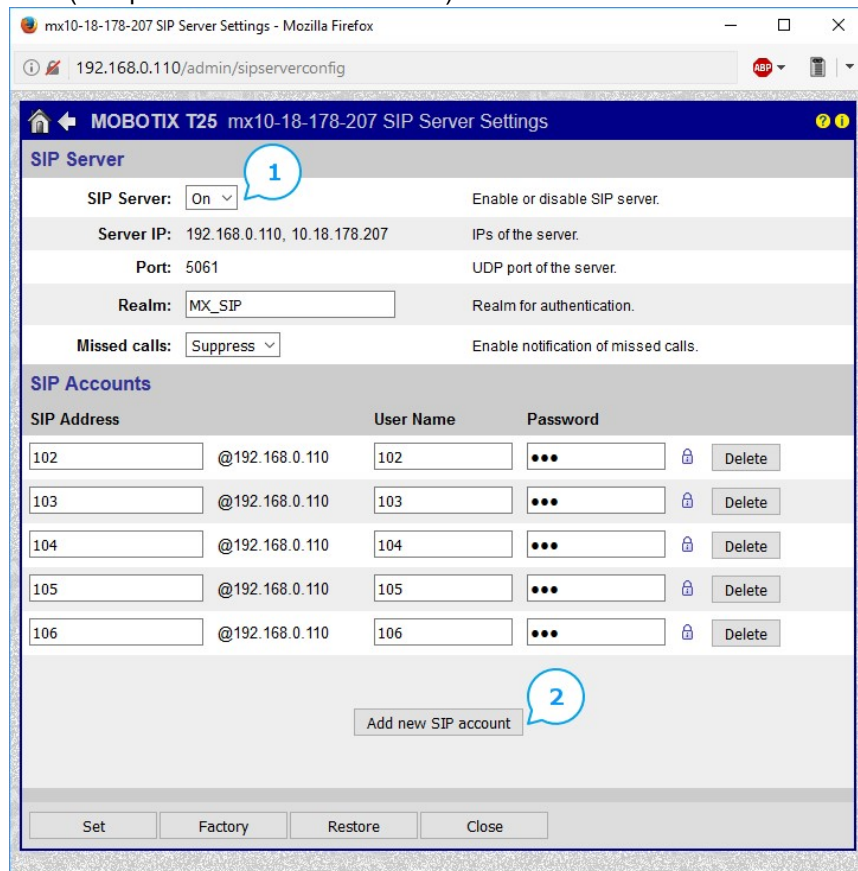 mx10-18-178-207 SIP Server Settings - Mozilla Firefox
192.168.0.110/admin/sipserverconfig
ABP
MOBOTIX T25 mx10-18-178-207 SIP Server Settings ? i
SIP Server
1
SIP Server: On Enable or disable SIP server.
Server IP: 192.168.0.110, 10.18.178.207 IPs of the server.
Port: 5061 UDP port of the server.
Realm: MX_SIP Realm for authentication.
Missed calls: Suppress Enable notification of missed calls.
SIP Accounts
SIP Address User Name Password
102 @192.168.0.110 102 ●●● Delete
103 @192.168.0.110 103 ●●● Delete
104 @192.168.0.110 104 ●●● Delete
105 @192.168.0.110 105 ●●● Delete
106 @192.168.0.110 106 ●●● Delete
2
Add new SIP account
Set Factory Restore Close